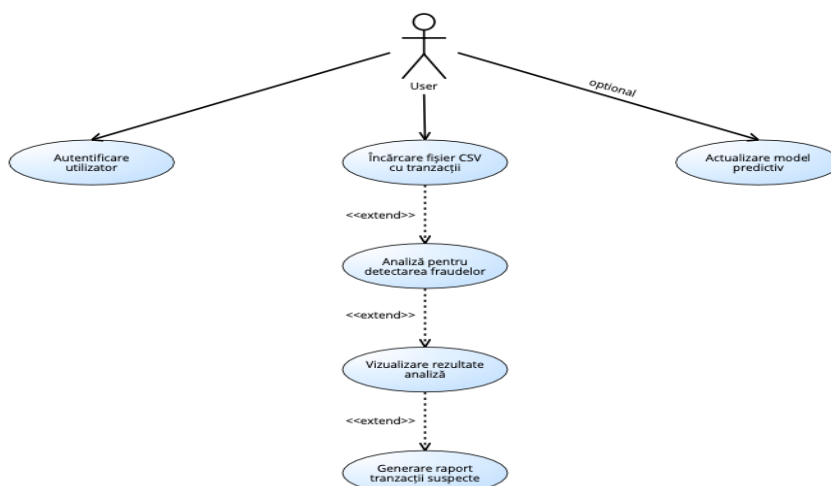 User
optional
Autentificare
utilizator
Încărcare fișier CSV
cu tranzacții
Actualizare model
predictiv
<<extend>>
Analiză pentru
detectarea fraudelor
<<extend>>
Vizualizare rezultate
analiză
<<extend>>
Generare raport
tranzacții suspecte